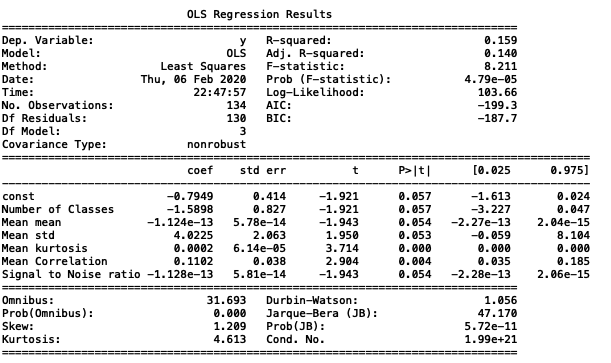 OLS Regression Results
==============================================================================
Dep. Variable: y R-squared: 0.159
Model: OLS Adj. R-squared: 0.140
Method: Least Squares F-statistic: 8.211
Date: Thu, 06 Feb 2020 Prob (F-statistic): 4.79e-05
Time: 22:47:57 Log-Likelihood: 103.66
No. Observations: 134 AIC: -199.3
Df Residuals: 130 BIC: -187.7
Df Model: 3
Covariance Type: nonrobust
==============================================================================
coef std err t P>|t| [0.025 0.975]
------------------------------------------------------------------------------
const -0.7949 0.414 -1.921 0.057 -1.613 0.024
Number of Classes -1.5898 0.827 -1.921 0.057 -3.227 0.047
Mean mean -1.124e-13 5.78e-14 -1.943 0.054 -2.27e-13 2.04e-15
Mean std 4.0225 2.063 1.950 0.053 -0.059 8.104
Mean kurtosis 0.0002 6.14e-05 3.714 0.000 0.000 0.000
Mean Correlation 0.1102 0.038 2.904 0.004 0.035 0.185
Signal to Noise ratio -1.128e-13 5.81e-14 -1.943 0.054 -2.28e-13 2.06e-15
==============================================================================
Omnibus: 31.693 Durbin-Watson: 1.056
Prob(Omnibus): 0.000 Jarque-Bera (JB): 47.170
Skew: 1.209 Prob(JB): 5.72e-11
Kurtosis: 4.613 Cond. No. 1.99e+21
==============================================================================